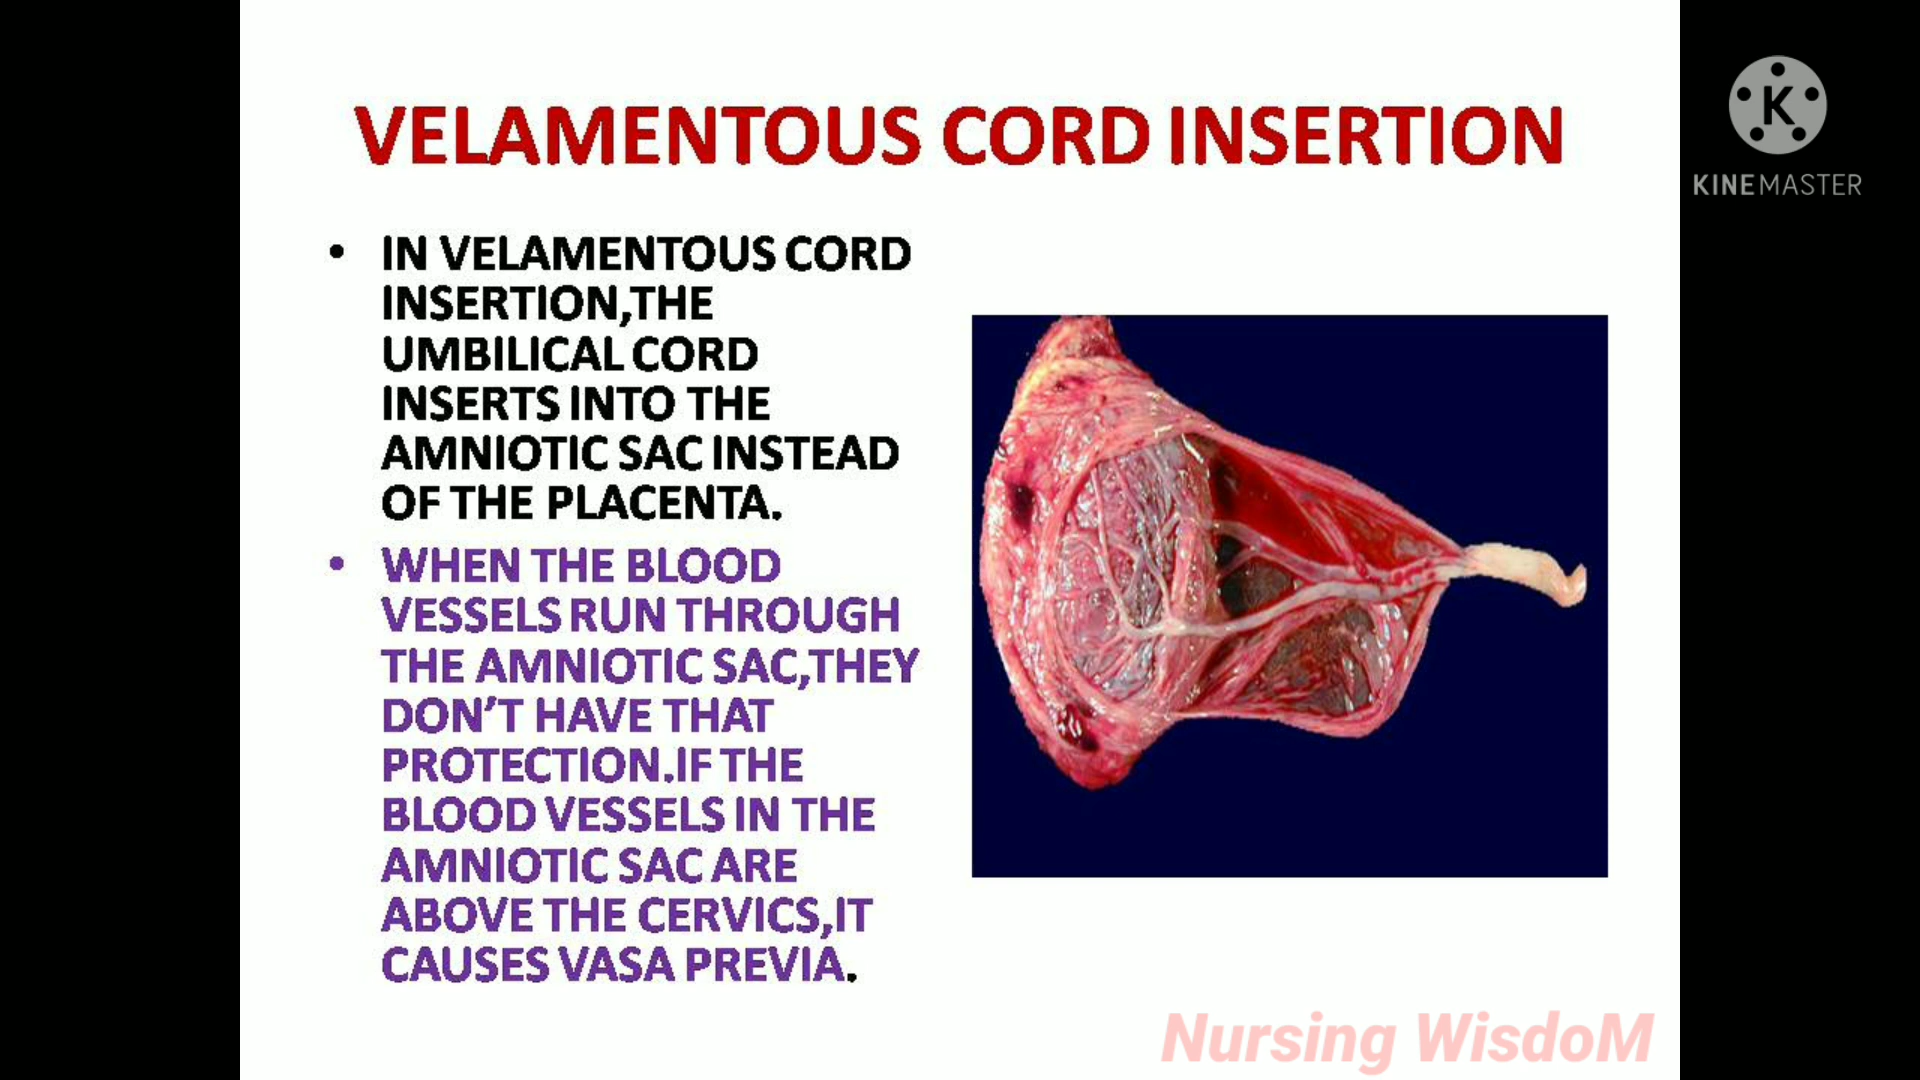 VELAMENTOUS CORD INSERTION
• IN VELAMENTOUS CORD
INSERTION,THE
UMBILICAL CORD
INSERTS INTO THE
AMNIOTIC SAC INSTEAD
OF THE PLACENTA.
• WHEN THE BLOOD
VESSELS RUN THROUGH
THE AMNIOTIC SAC,THEY
DON’T HAVE THAT
PROTECTION.IF THE
BLOOD VESSELS IN THE
AMNIOTIC SAC ARE
ABOVE THE CERVICS,IT
CAUSES VASA PREVIA.
K
KINEMASTER
Nursing WisdoM